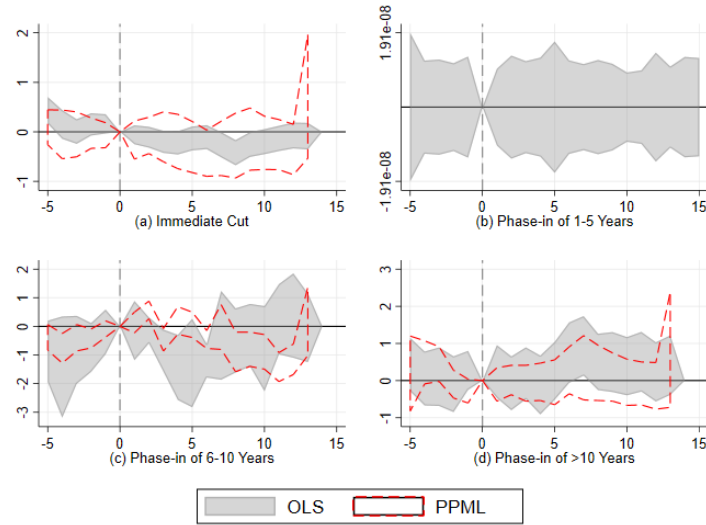 2
1
0
-1
-5 0 5 10 15
(a) Immediate Cut
1.91e-08
-1.91e-08
-5 0 5 10 15
(b) Phase-in of 1-5 Years
2
1
0
-1
-2
-3
-5 0 5 10 15
(c) Phase-in of 6-10 Years
3
2
1
0
-1
-5 0 5 10 15
(d) Phase-in of >10 Years
OLS PPML